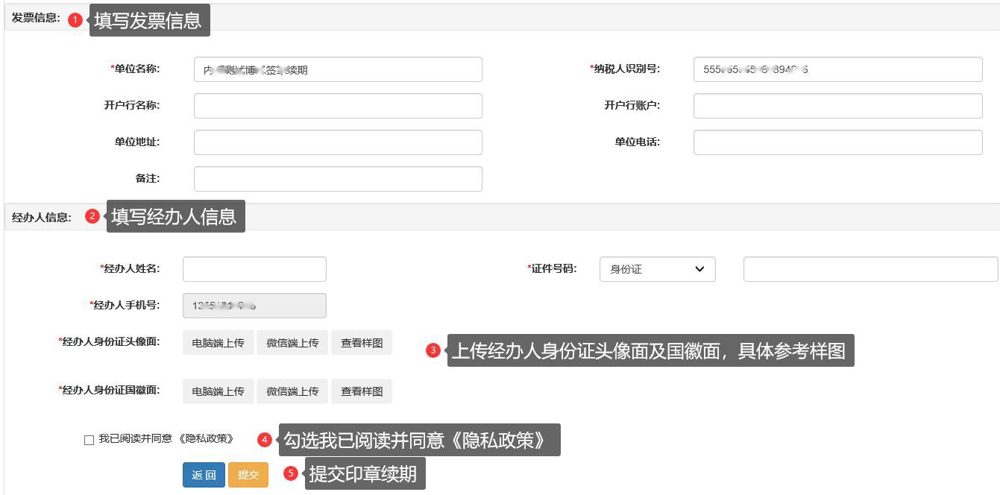 发票信息: 1 填写发票信息
*单位名称: 续期 *纳税人识别号:
开户行名称: 开户行账户:
单位地址: 单位电话:
备注:
经办人信息: 2 填写经办人信息
*经办人姓名: *证件号码: 身份证
*经办人手机号:
*经办人身份证头像面: 电脑端上传 微信端上传 查看样图 3 上传经办人身份证头像面及国徽面，具体参考样图
*经办人身份证国徽面: 电脑端上传 微信端上传 查看样图
我已阅读并同意 《隐私政策》 4 勾选我已阅读并同意《隐私政策》
返 回 提交 5 提交印章续期